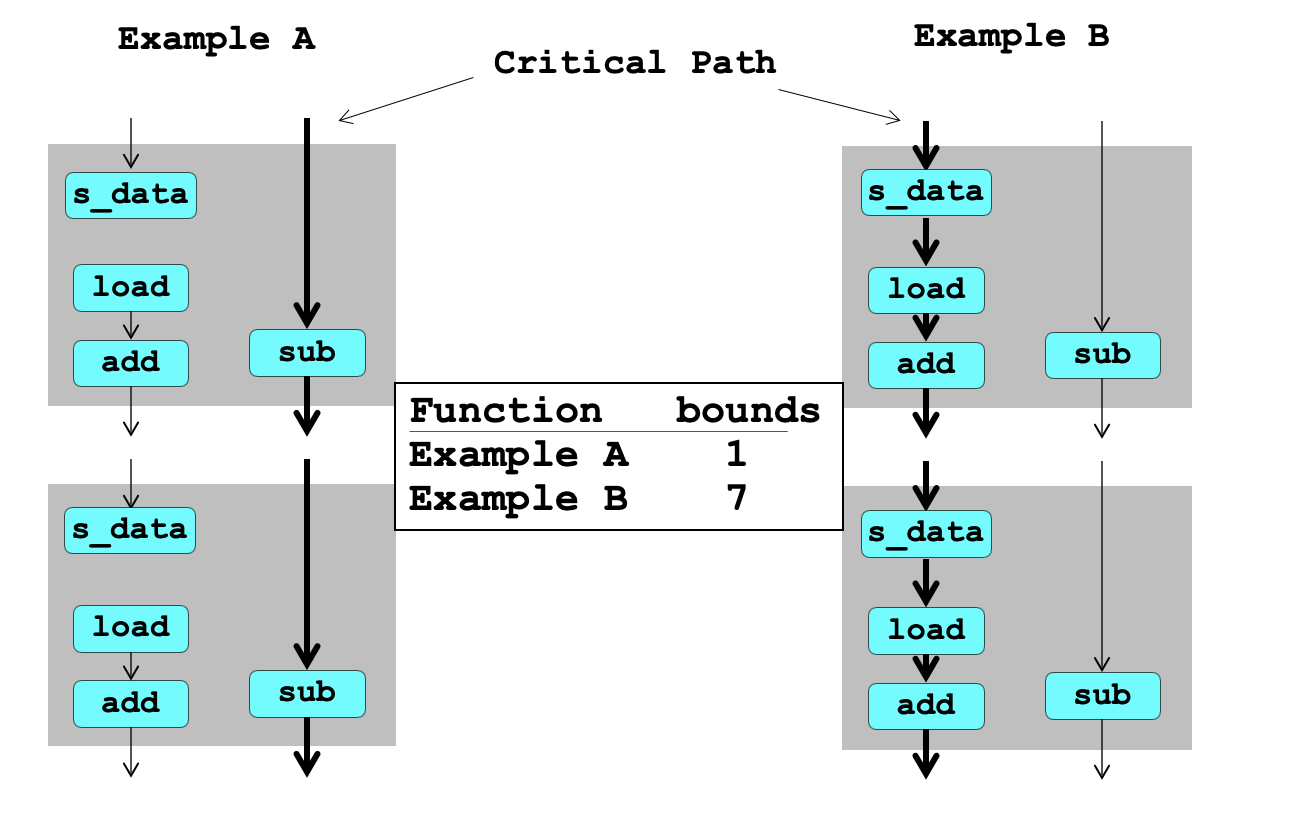 Example A
Critical Path
Example B
s_data
load
add
sub
s_data
load
add
sub
Function bounds
Example A 1
Example B 7
s_data
load
add
sub
s_data
load
add
sub